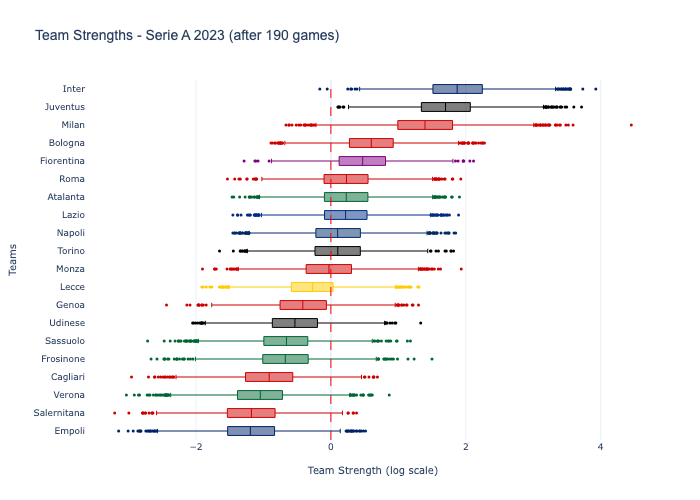 Team Strengths - Serie A 2023 (after 190 games)
Inter
Juventus
Milan
Bologna
Fiorentina
Roma
Atalanta
Lazio
Napoli
Torino
Monza
Lecce
Genoa
Udinese
Sassuolo
Frosinone
Cagliari
Verona
Salernitana
Empoli
Teams
−2
0
2
4
Team Strength (log scale)